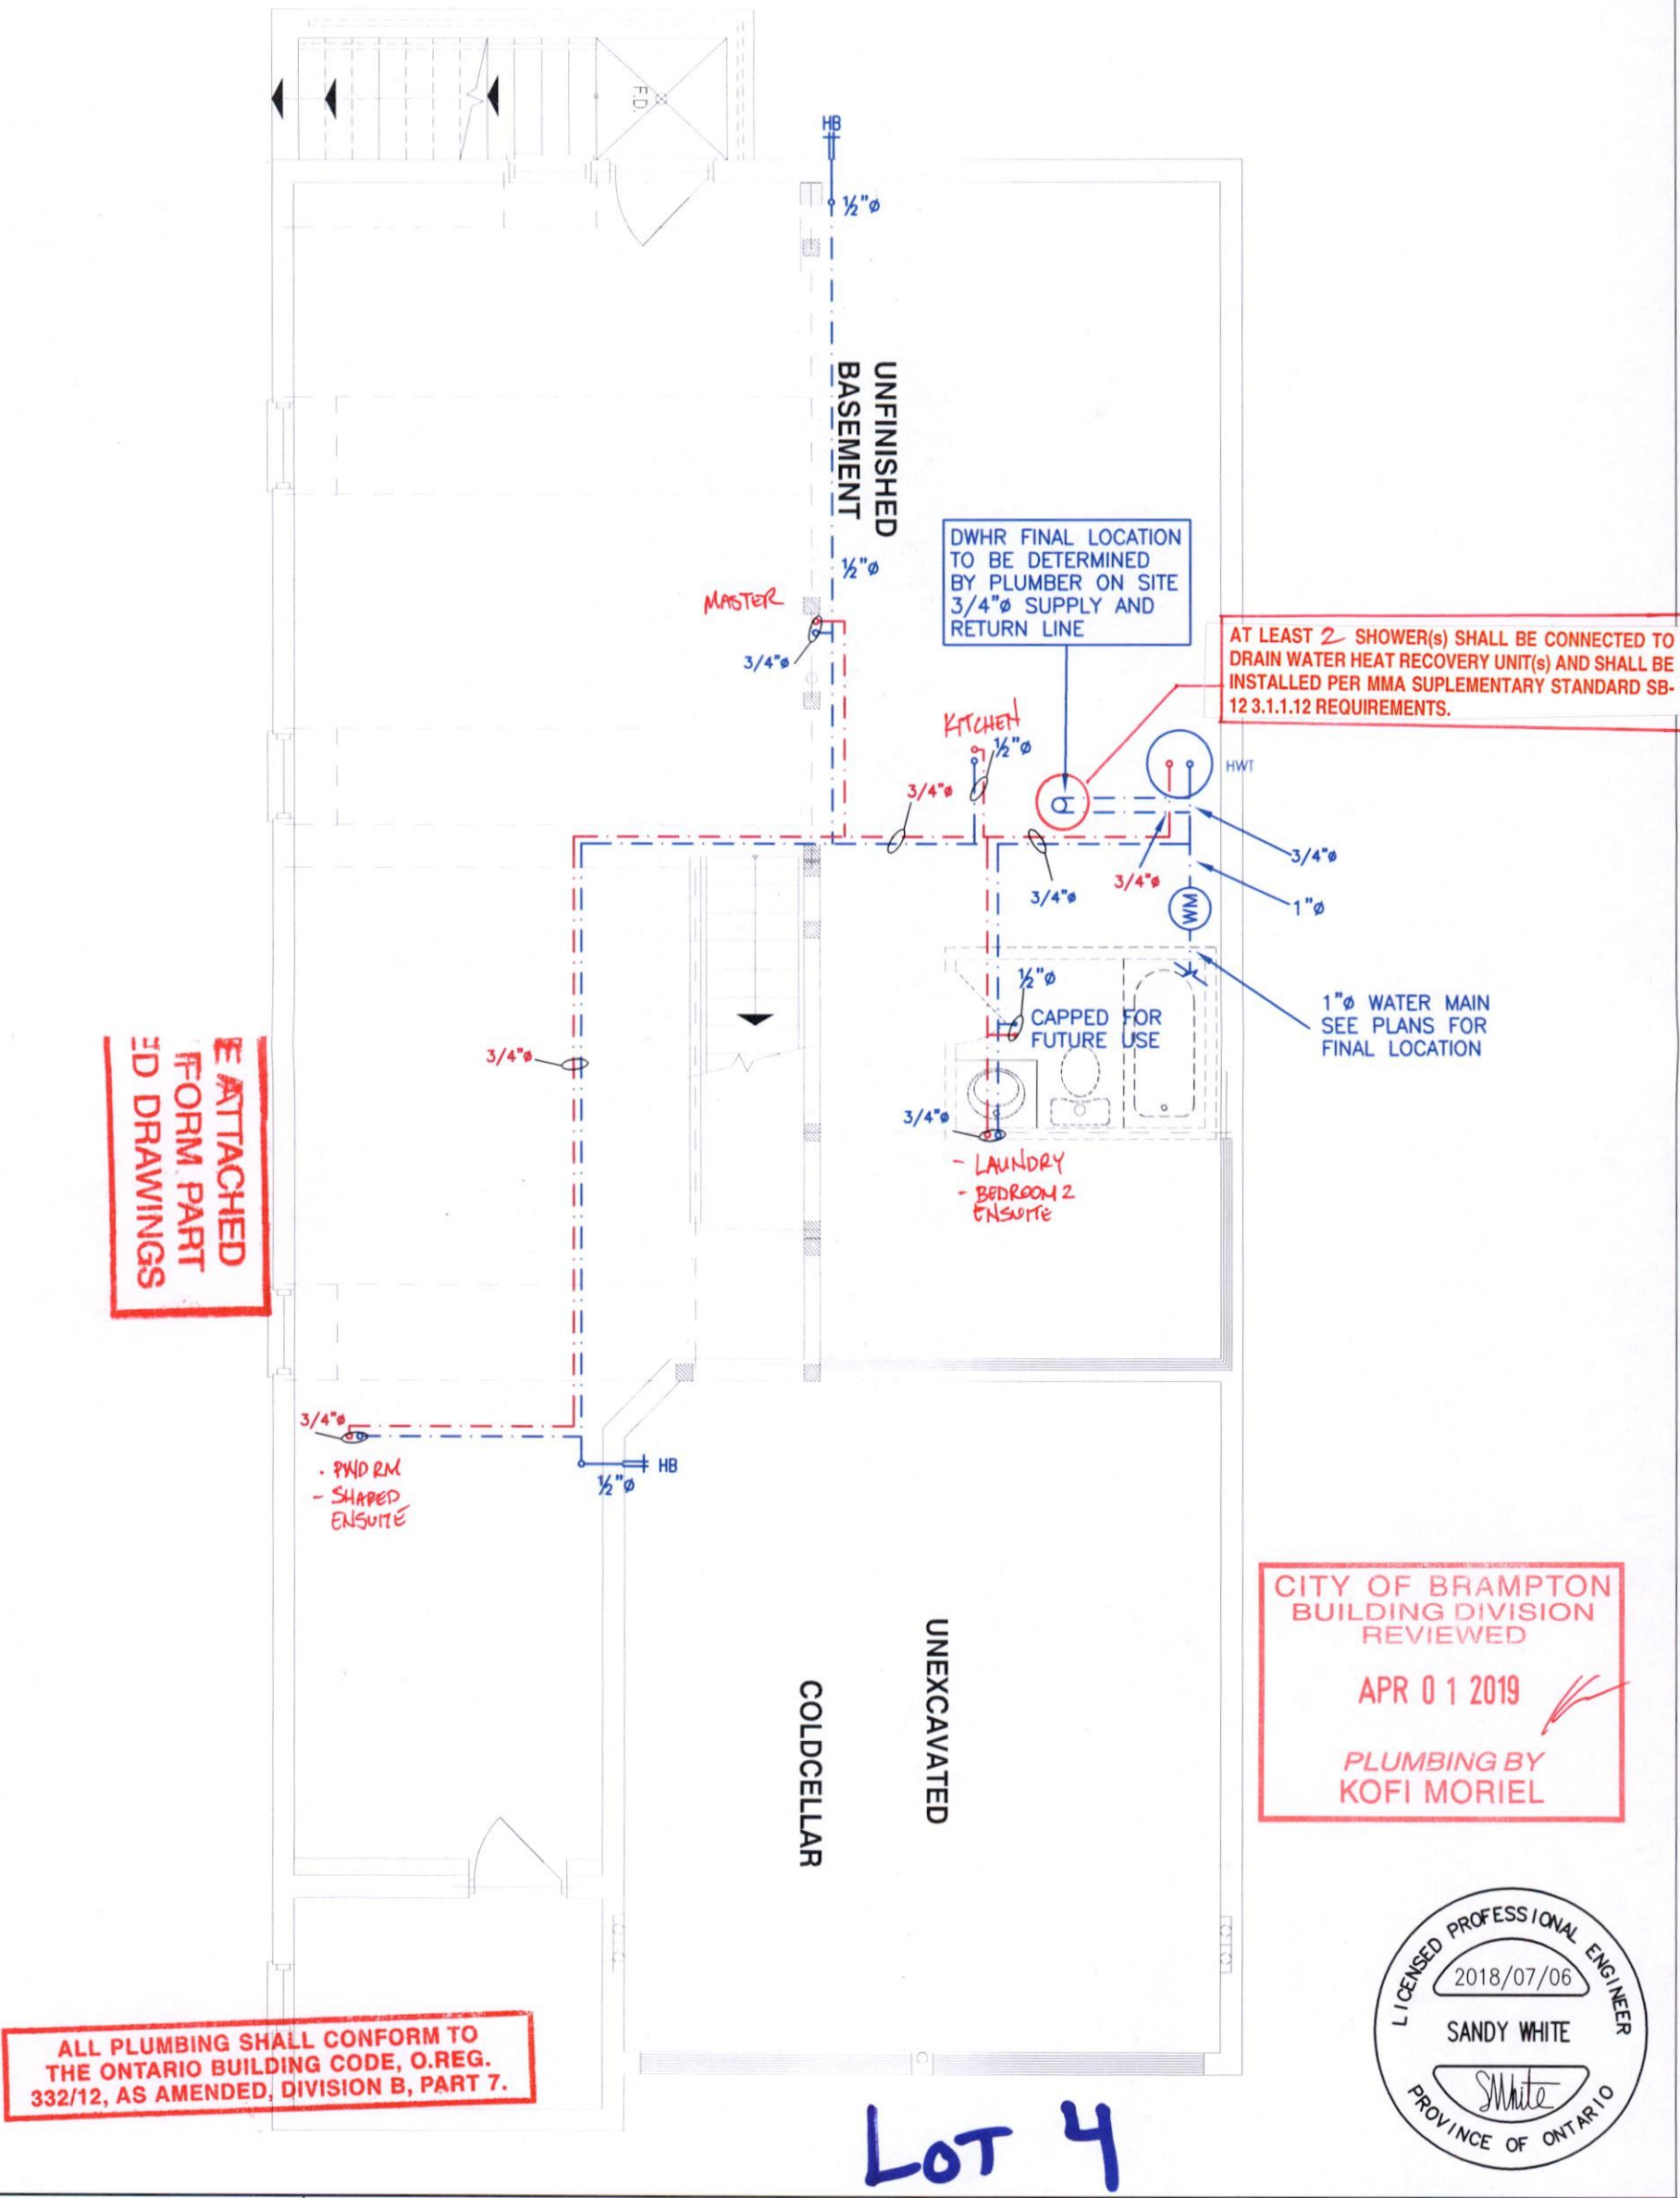 F.D.
HB
½"ø
UNFINISHED
BASEMENT
½"ø
MASTER
3/4"ø
DWHR FINAL LOCATION
TO BE DETERMINED
BY PLUMBER ON SITE
3/4"ø SUPPLY AND
RETURN LINE
AT LEAST 2 SHOWER(s) SHALL BE CONNECTED TO
DRAIN WATER HEAT RECOVERY UNIT(s) AND SHALL BE
INSTALLED PER MMA SUPLEMENTARY STANDARD SB-
12 3.1.1.12 REQUIREMENTS.
KITCHEN
½"ø
HWT
3/4"ø
3/4"ø
3/4"ø
3/4"ø
1"ø
WM
1"ø WATER MAIN
SEE PLANS FOR
FINAL LOCATION
½"ø
CAPPED FOR
FUTURE USE
3/4"ø
3/4"ø
- LAUNDRY
- BEDROOM 2
ENSUITE
E ATTACHED
FORM PART
ED DRAWINGS
3/4"ø
- PWD RM
- SHARED
ENSUITE
HB
½"ø
UNEXCAVATED
COLDCELLAR
CITY OF BRAMPTON
BUILDING DIVISION
REVIEWED
APR 01 2019
PLUMBING BY
KOFI MORIEL
LICENSED PROFESSIONAL ENGINEER
2018/07/06
SANDY WHITE
SWhite
PROVINCE OF ONTARIO
ALL PLUMBING SHALL CONFORM TO
THE ONTARIO BUILDING CODE, O.REG.
332/12, AS AMENDED, DIVISION B, PART 7.
LOT 4